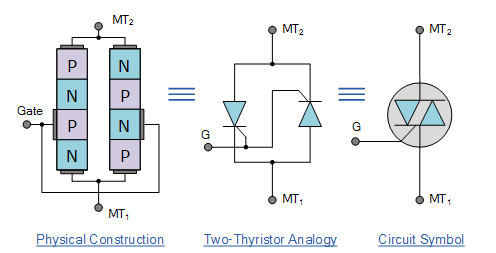 MT2 MT2 MT2
P N
N P
Gate P N G G
N P
MT1 MT1 MT1
Physical Construction Two-Thyristor Analogy Circuit Symbol